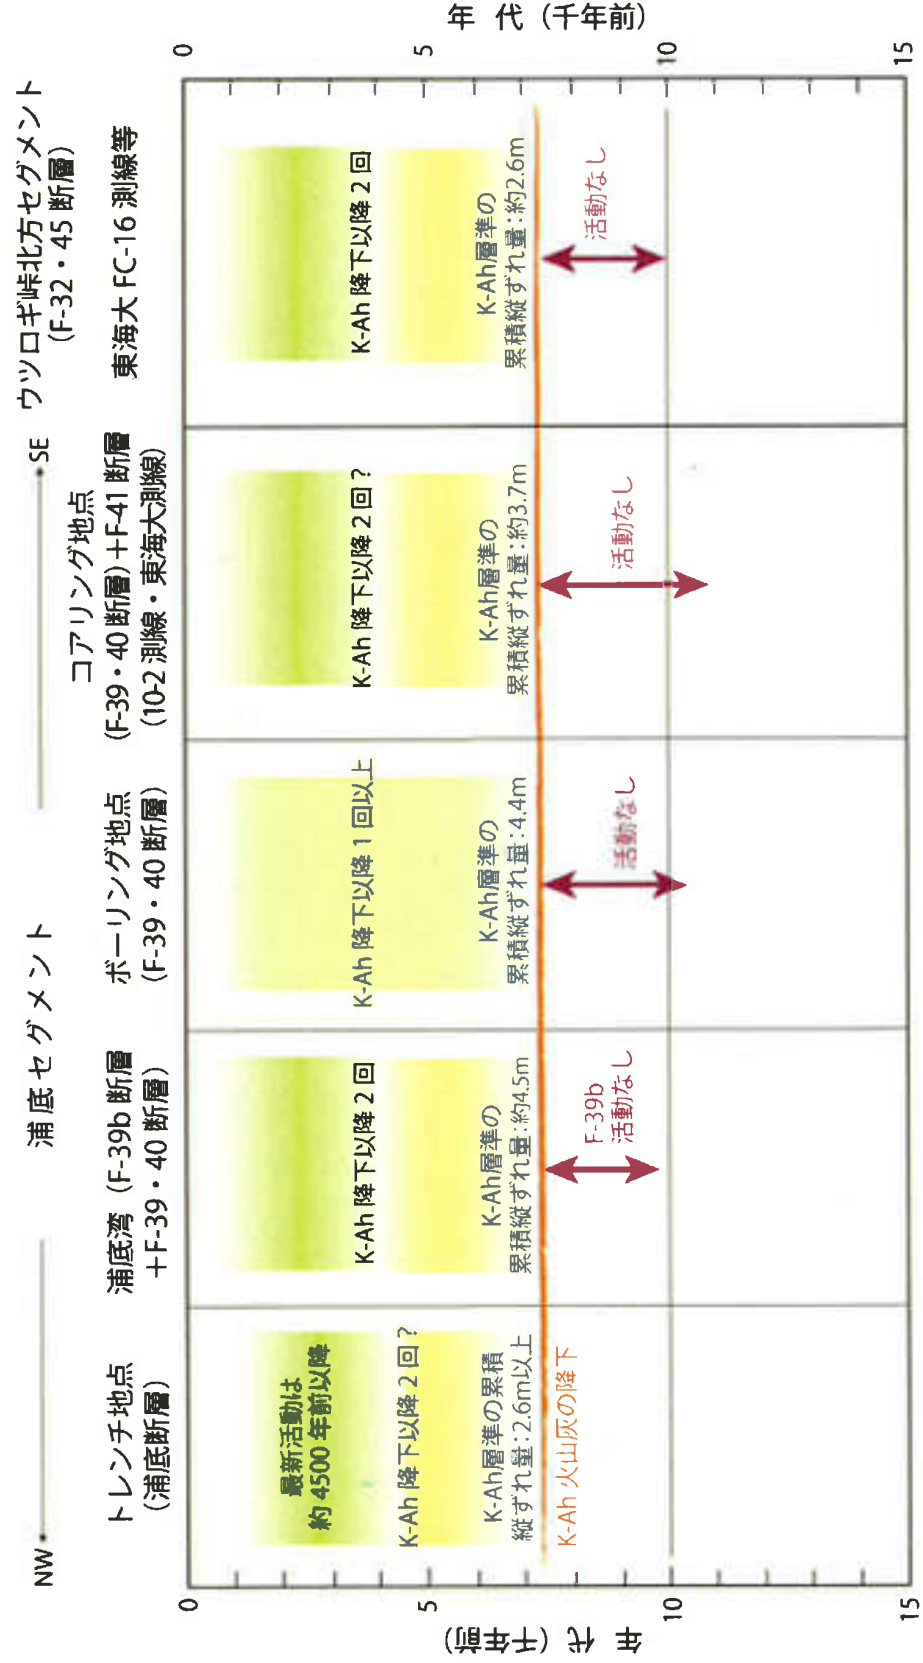 NW
浦底セグメント
SE
ウツロギ峠北方セグメント
(F-32・45 断層)
トレンチ地点
(浦底断層)
浦底湾 (F-39b 断層
+F-39・40 断層)
ボーリング地点
(F-39・40 断層)
コアリング地点
(F-39・40 断層)+F-41 断層
(10-2 測線・東海大測線)
東海大 FC-16 測線等
年 代 (千年前)
0
5
10
15
最新活動は
約 4500 年前以降
K-Ah 降下以降 2 回?
K-Ah層準の累積
縦ずれ量:2.6m以上
K-Ah 火山灰の降下
K-Ah 降下以降 2 回
K-Ah層準の
累積縦ずれ量:約4.5m
F-39b
活動なし
K-Ah 降下以降 1 回以上
K-Ah層準の
累積縦ずれ量:4.4m
活動なし
K-Ah 降下以降 2 回?
K-Ah層準の
累積縦ずれ量:約3.7m
活動なし
K-Ah 降下以降 2 回
K-Ah層準の
累積縦ずれ量:約2.6m
活動なし
0
5
10
15
年 代 (千年前)